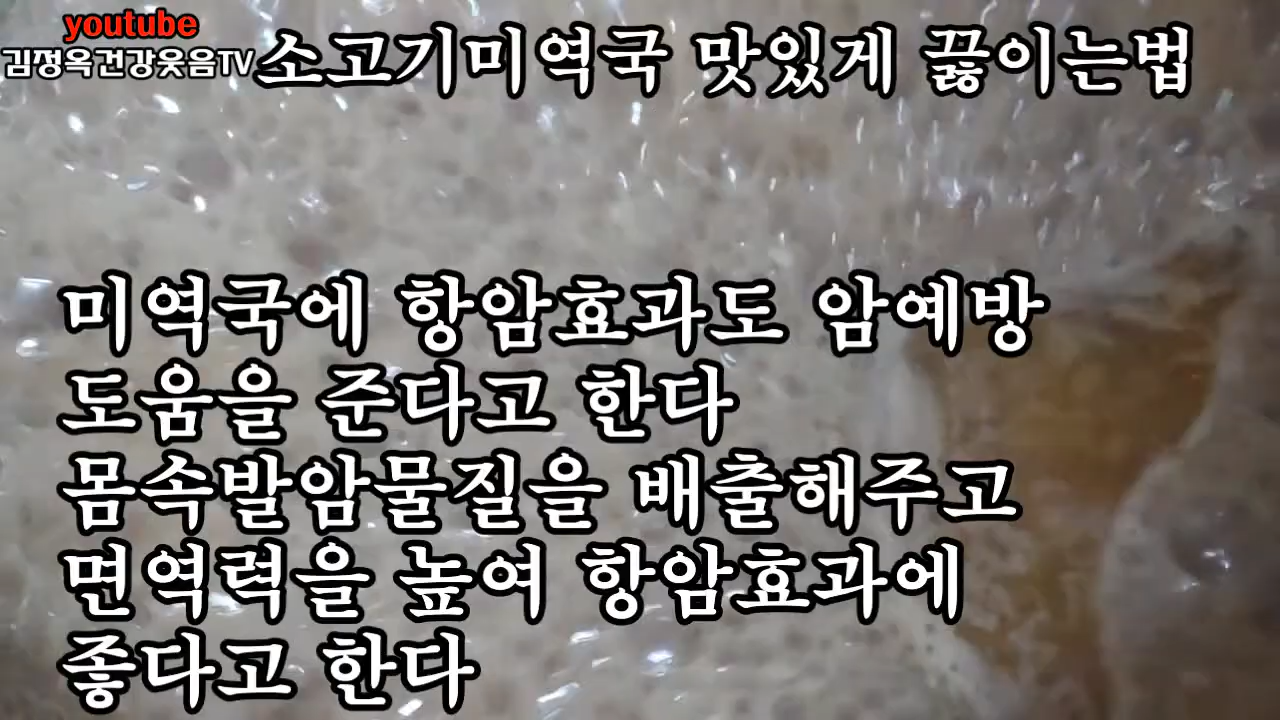 youtube
김정옥건강웃음TV 소고기미역국 맛있게 끓이는법
미역국에 항암효과도 암예방
도움을 준다고 한다
몸속발암물질을 배출해주고
면역력을 높여 항암효과에
좋다고 한다